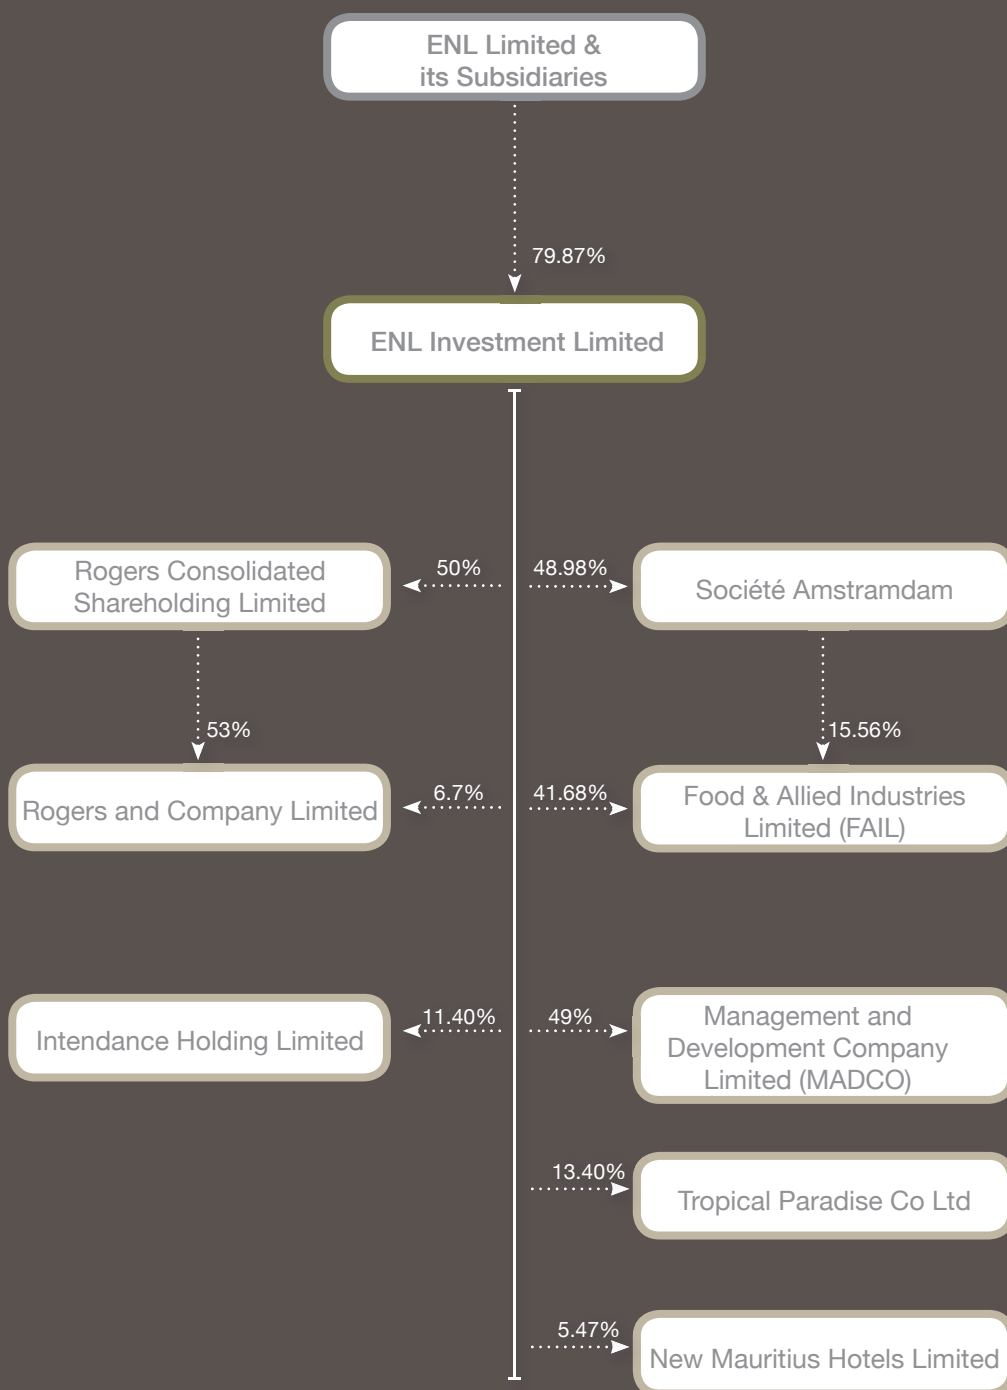 ENL Limited &
its Subsidiaries
79.87%
ENL Investment Limited
Rogers Consolidated
Shareholding Limited
50%
48.98%
Société Amstramdam
53%
15.56%
Rogers and Company Limited
6.7%
41.68%
Food & Allied Industries
Limited (FAIL)
Intendance Holding Limited
11.40%
49%
Management and
Development Company
Limited (MADCO)
13.40%
Tropical Paradise Co Ltd
5.47%
New Mauritius Hotels Limited